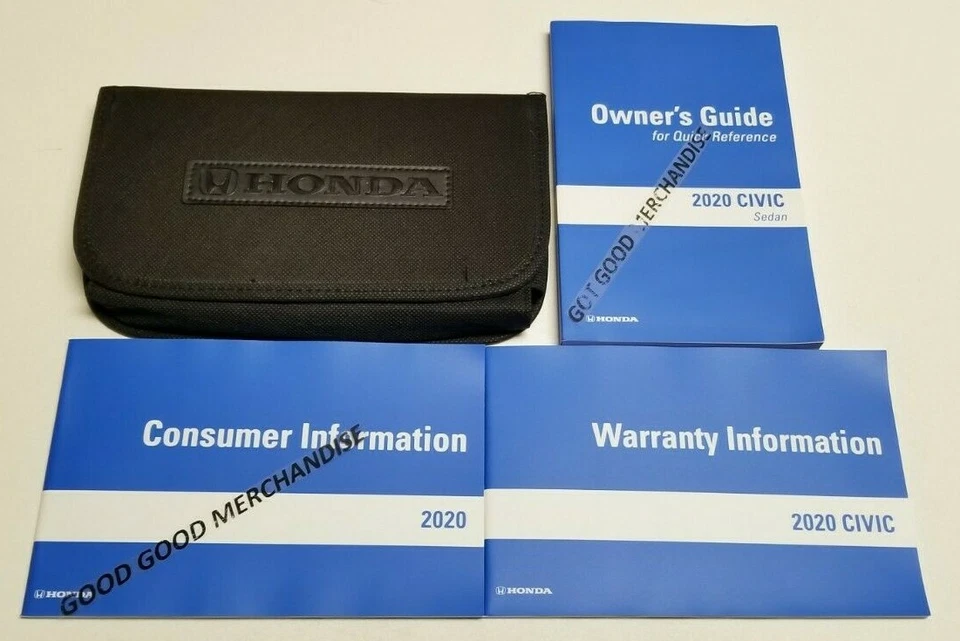 HONDA
Owner's Guide
for Quick Reference
2020 CIVIC
Sedan
HONDA
GOT GOOD MERCHANDISE
Consumer Information
2020
HONDA
GOOD GOOD MERCHANDISE
Warranty Information
2020 CIVIC
HONDA